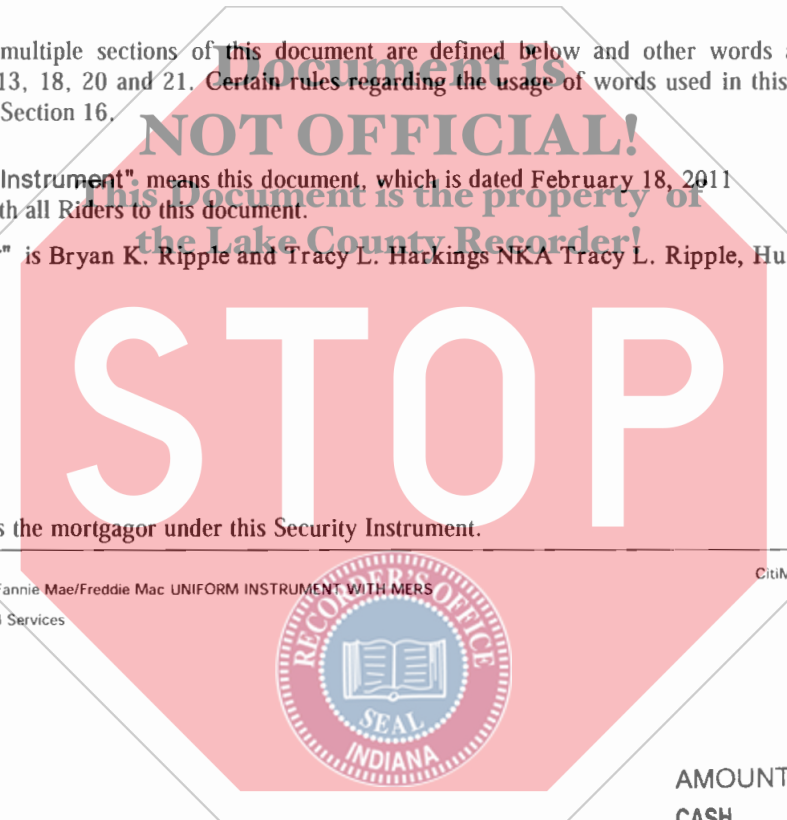 multiple sections of this document are defined below and other words a
Document is
13, 18, 20 and 21. Certain rules regarding the usage of words used in this
Section 16.
NOT OFFICIAL!
Instrument" means this document, which is dated February 18, 2011
This Document is the property of
th all Riders to this document.
the Lake County Recorder!
" is Bryan K. Ripple and Tracy L. Harkings NKA Tracy L. Ripple, Hu
STOP
s the mortgagor under this Security Instrument.
CitiM
Fannie Mae/Freddie Mac UNIFORM INSTRUMENT WITH MERS
Services
RECORDER'S OFFICE
SEAL
INDIANA
AMOUNT
CASH